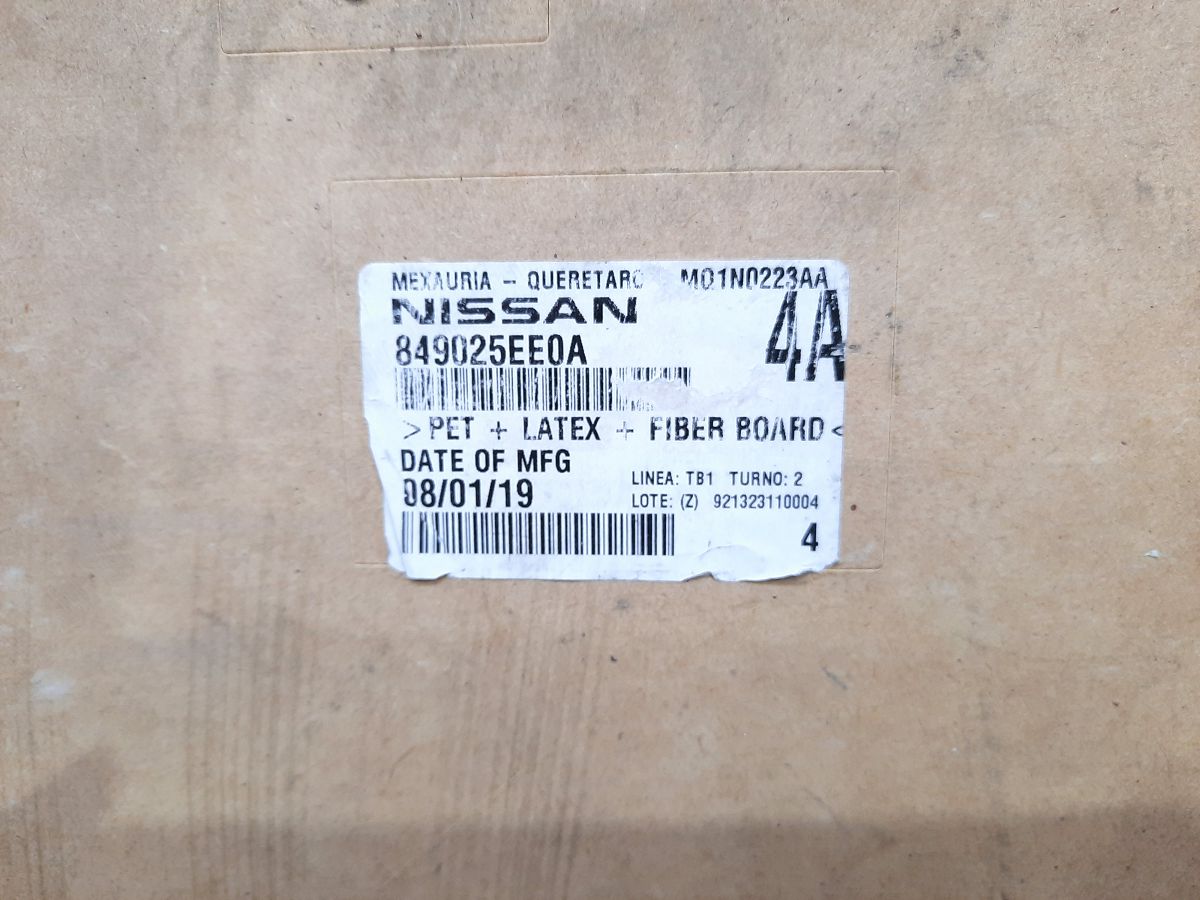 MEXAURIA - QUERETARO MQ1N0223AA
NISSAN
4A
849025EE0A
>PET + LATEX + FIBER BOARD<
DATE OF MFG
08/01/19
LINEA: TB1 TURNO: 2
LOTE: (Z) 921323110004
4